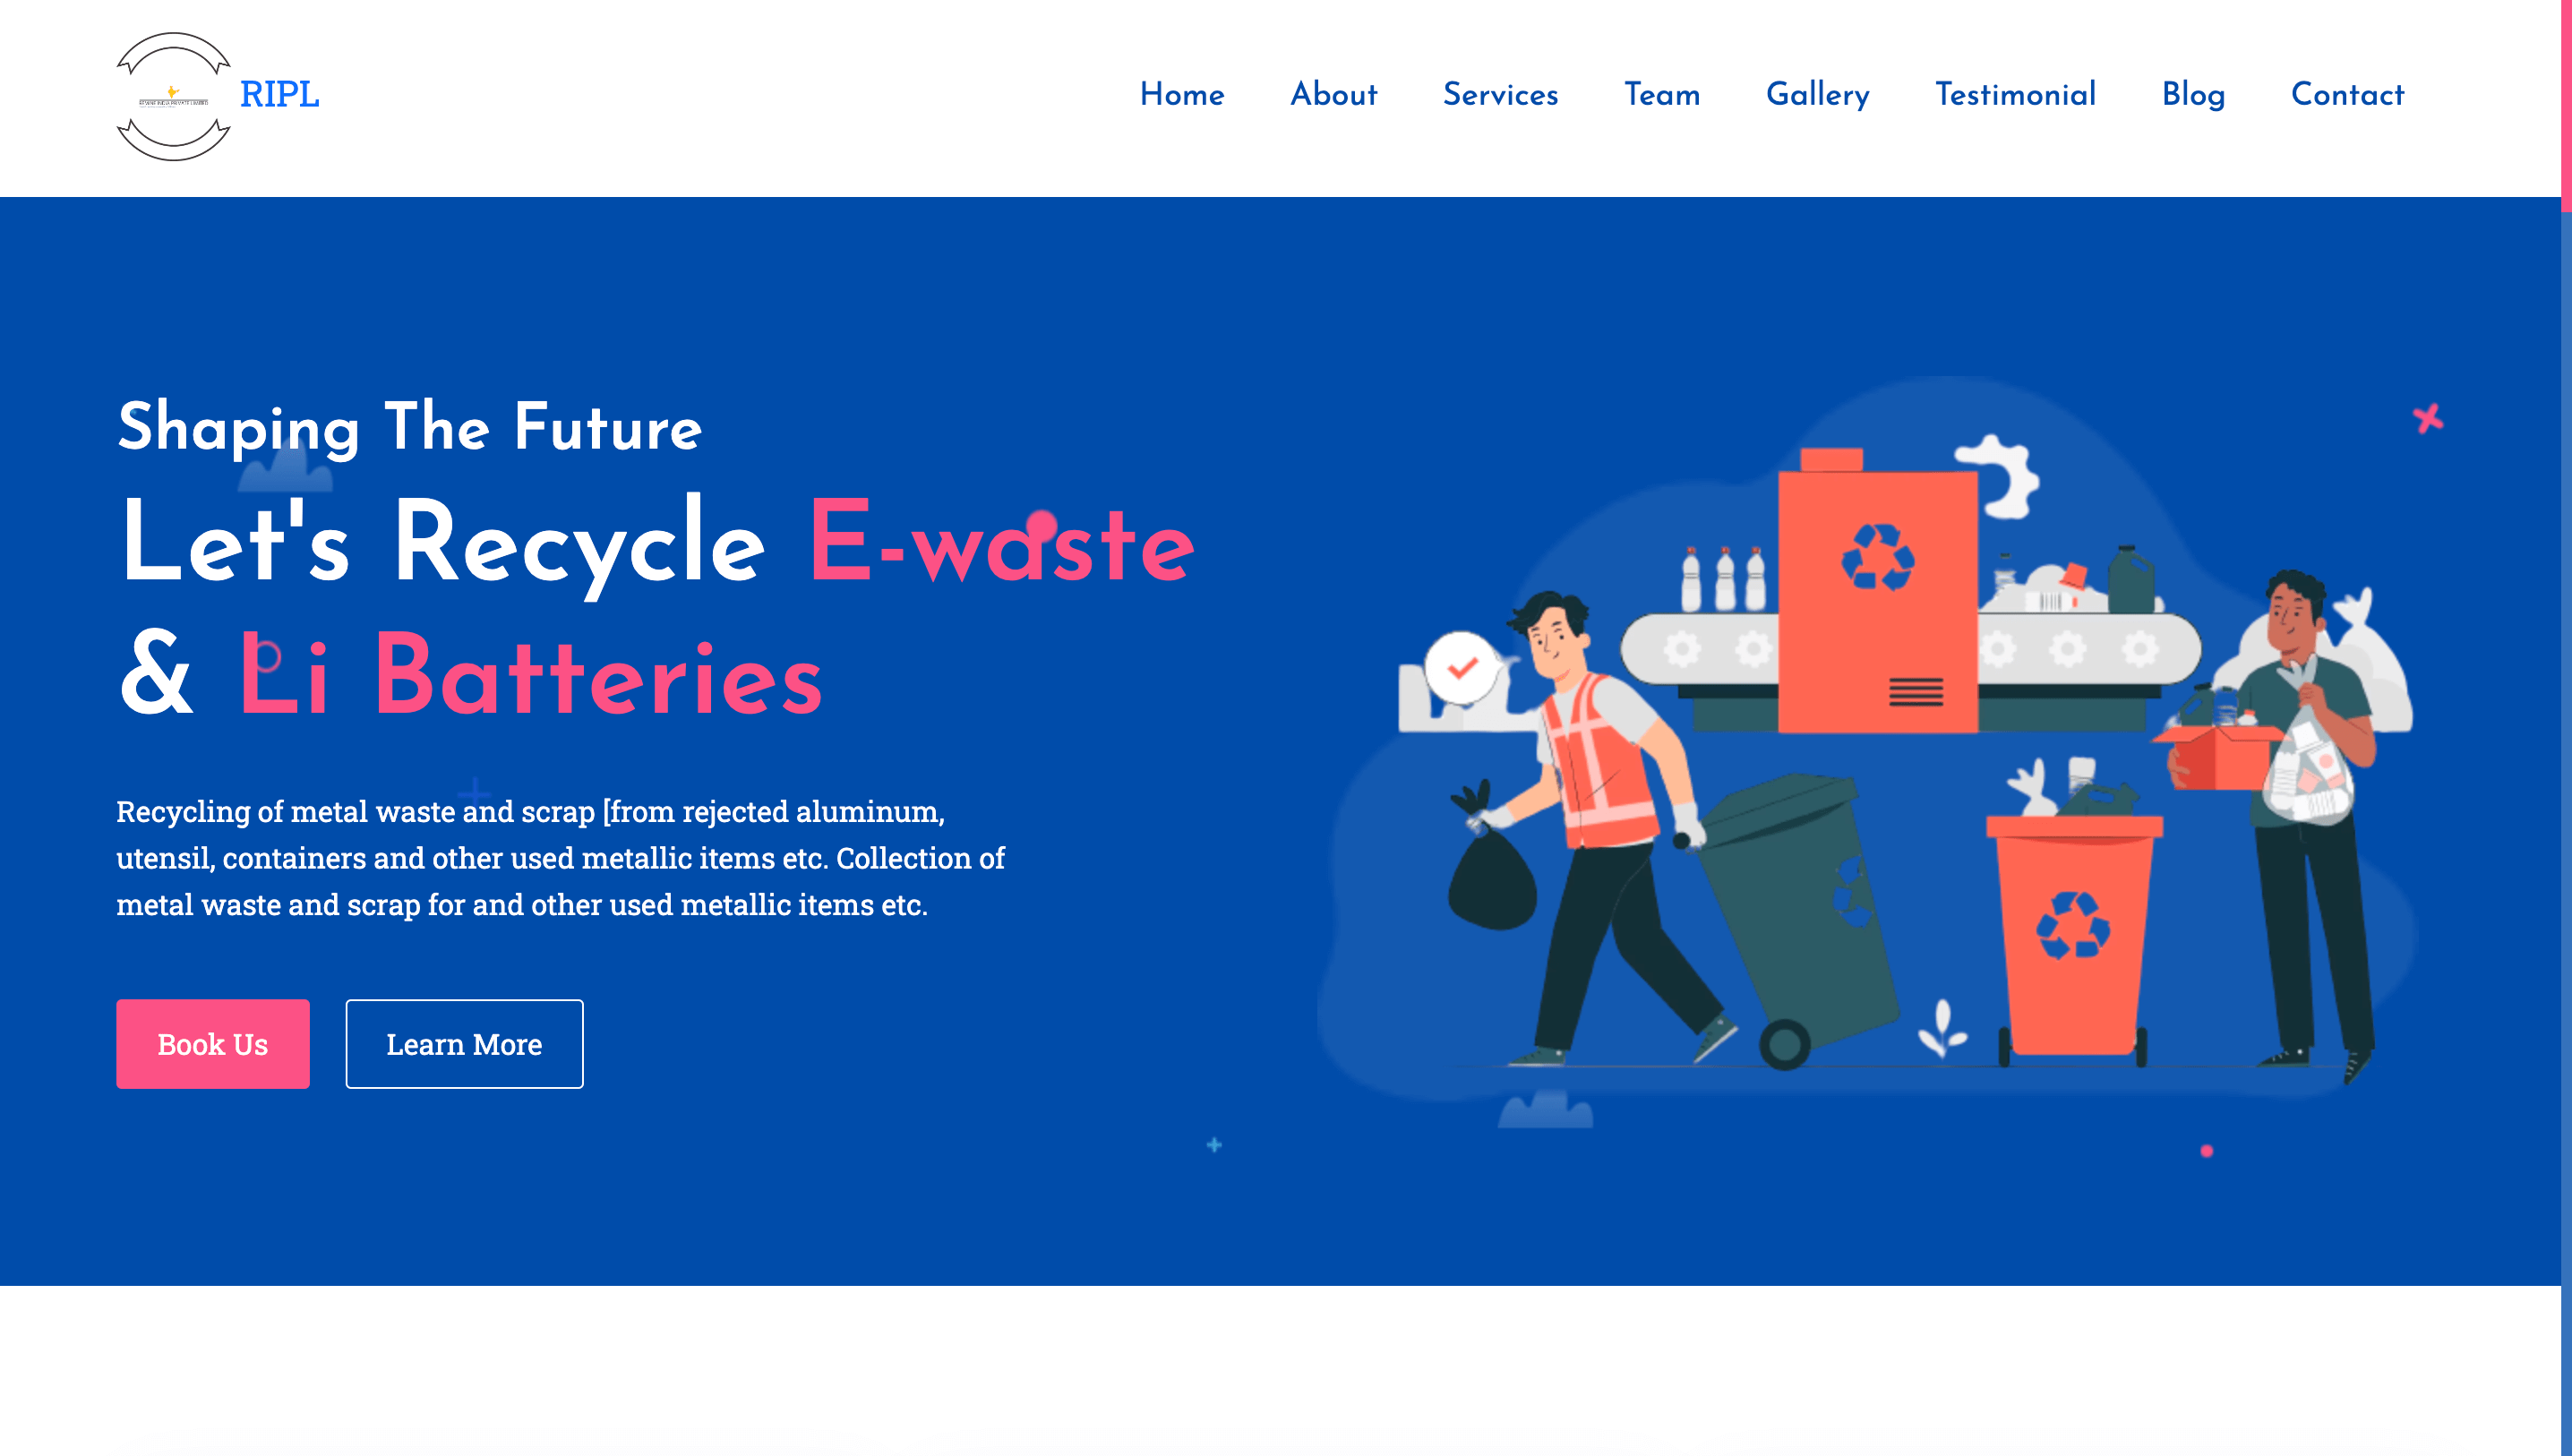 RIPL
Home About Services Team Gallery Testimonial Blog Contact
Shaping The Future
Let's Recycle E-waste
& Li Batteries
Recycling of metal waste and scrap [from rejected aluminum,
utensil, containers and other used metallic items etc. Collection of
metal waste and scrap for and other used metallic items etc.
Book Us Learn More